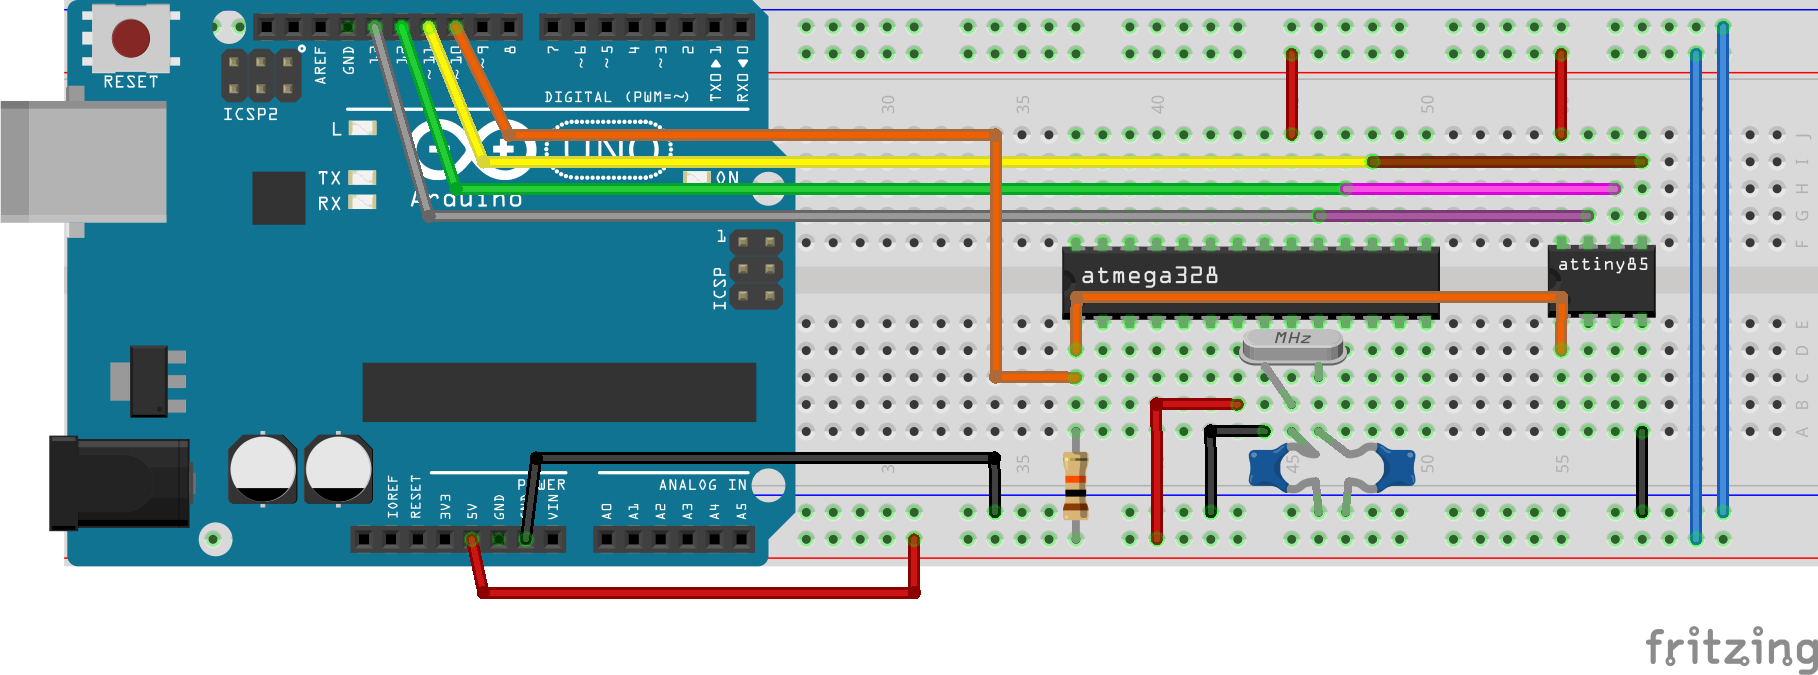 RESET
ICSP2
AREF
GND
13
12
~11
~10
~9
8
7
~6
~5
4
~3
2
TX0▶1
RX0◀0
DIGITAL (PWM=~)
L
TX
RX
UNO
ON
Arduino
1
ICSP
30
35
40
50
J
I
H
G
F
atmega328
attiny85
MHz
E
D
C
B
A
35
45
50
55
IOREF
RESET
3V3
5V
GND
GND
VIN
POWER
ANALOG IN
A0
A1
A2
A3
A4
A5
fritzing